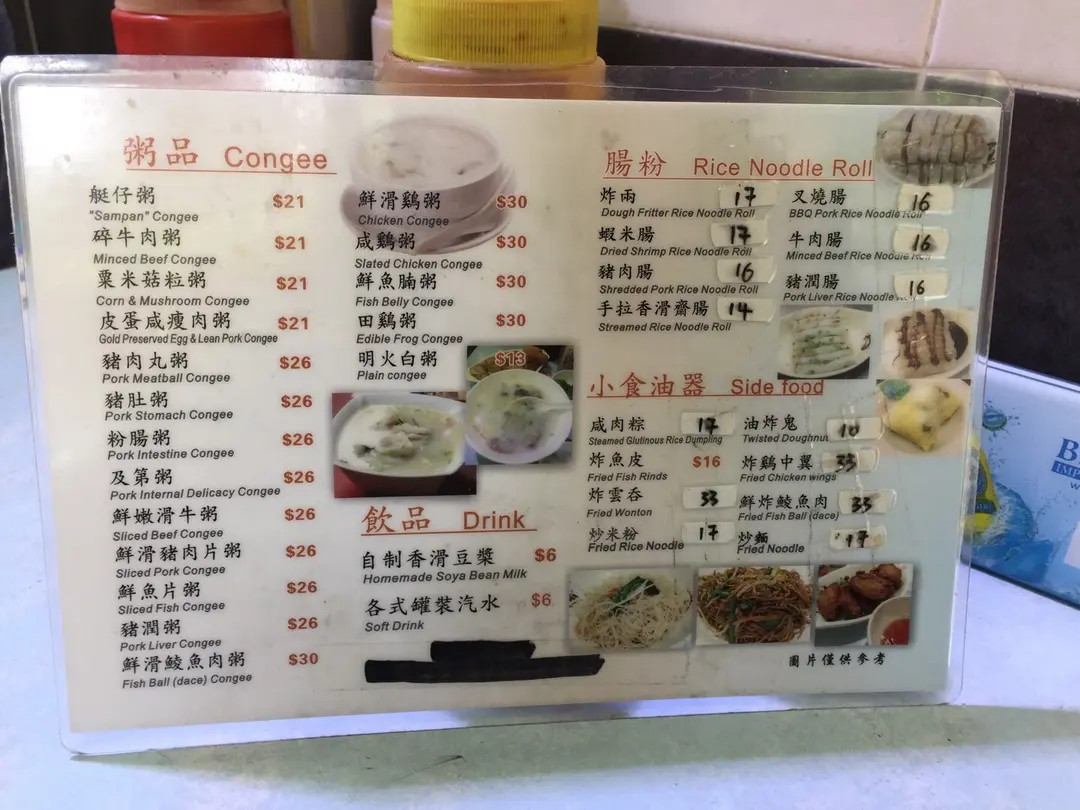 粥品 Congee
艇仔粥 $21
"Sampan" Congee
碎牛肉粥 $21
Minced Beef Congee
粟米菇粒粥 $21
Corn & Mushroom Congee
皮蛋咸瘦肉粥 $21
Gold Preserved Egg & Lean Pork Congee
豬肉丸粥 $26
Pork Meatball Congee
豬肚粥 $26
Pork Stomach Congee
粉腸粥 $26
Pork Intestine Congee
及第粥 $26
Pork Internal Delicacy Congee
鮮嫩滑牛粥 $26
Sliced Beef Congee
鮮滑豬肉片粥 $26
Sliced Pork Congee
鮮魚片粥 $26
Sliced Fish Congee
豬潤粥 $26
Pork Liver Congee
鮮滑鯪魚肉粥 $30
Fish Ball (dace) Congee
鮮滑鷄粥 $30
Chicken Congee
咸鷄粥 $30
Slated Chicken Congee
鮮魚腩粥 $30
Fish Belly Congee
田鷄粥 $30
Edible Frog Congee
明火白粥 $13
Plain congee
飲品 Drink
自制香滑豆漿 $6
Homemade Soya Bean Milk
各式罐裝汽水 $6
Soft Drink
腸粉 Rice Noodle Roll
炸兩 17
Dough Fritter Rice Noodle Roll
蝦米腸 17
Dried Shrimp Rice Noodle Roll
豬肉腸 16
Shredded Pork Rice Noodle Roll
手拉香滑齋腸 14
Streamed Rice Noodle Roll
叉燒腸 16
BBQ Pork Rice Noodle Roll
牛肉腸 16
Minced Beef Rice Noodle Roll
豬潤腸 16
Pork Liver Rice Noodle
小食油器 Side food
咸肉粽 17
Steamed Glutinous Rice Dumpling
炸魚皮 $16
Fried Fish Rinds
炸雲吞 33
Fried Wonton
炒米粉 17
Fried Rice Noodle
油炸鬼 10
Twisted Doughnut
炸鷄中翼 33
Fried Chicken wings
鮮炸鯪魚肉 33
Fried Fish Ball (dace)
炒麵 17
Fried Noodle
圖片僅供參考